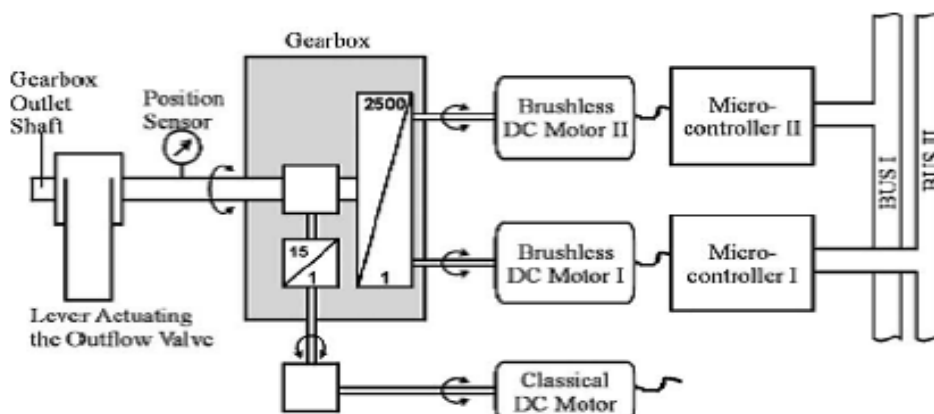 Gearbox
Gearbox
Outlet
Shaft
Position
Sensor
2500
1
15
1
Brushless
DC Motor II
Micro-
controller II
Brushless
DC Motor I
Micro-
controller I
BUS I
BUS II
Lever Actuating
the Outflow Valve
Classical
DC Motor